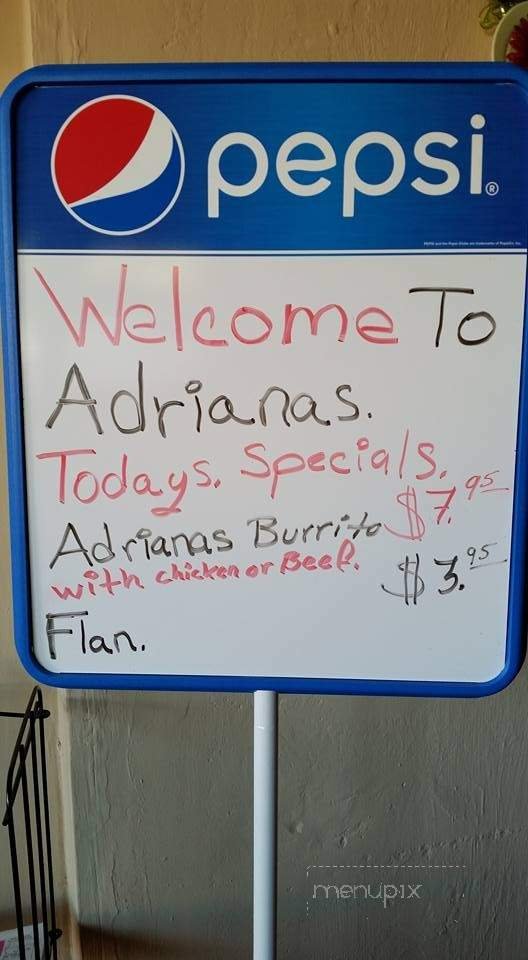 pepsi®
Welcome To
Adrianas.
Todays. Specials.
Adrianas Burrito $7.95
with chicken or Beef.
$3.95
Flan.
menupix